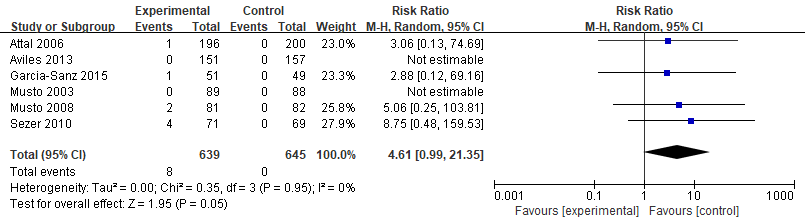 Experimental Control Risk Ratio Risk Ratio
Study or Subgroup Events Total Events Total Weight M-H, Random, 95% CI M-H, Random, 95% CI
Attal 2006 1 196 0 200 23.0% 3.06 [0.13, 74.69]
Aviles 2013 0 151 0 157 Not estimable
Garcia-Sanz 2015 1 51 0 49 23.3% 2.88 [0.12, 69.16]
Musto 2003 0 89 0 88 Not estimable
Musto 2008 2 81 0 82 25.8% 5.06 [0.25, 103.81]
Sezer 2010 4 71 0 69 27.9% 8.75 [0.48, 159.53]
Total (95% CI) 639 645 100.0% 4.61 [0.99, 21.35]
Total events 8 0
Heterogeneity: Tau² = 0.00; Chi² = 0.35, df = 3 (P = 0.95); I² = 0%
Test for overall effect: Z = 1.95 (P = 0.05)
0.001 0.1 1 10 1000
Favours [experimental] Favours [control]